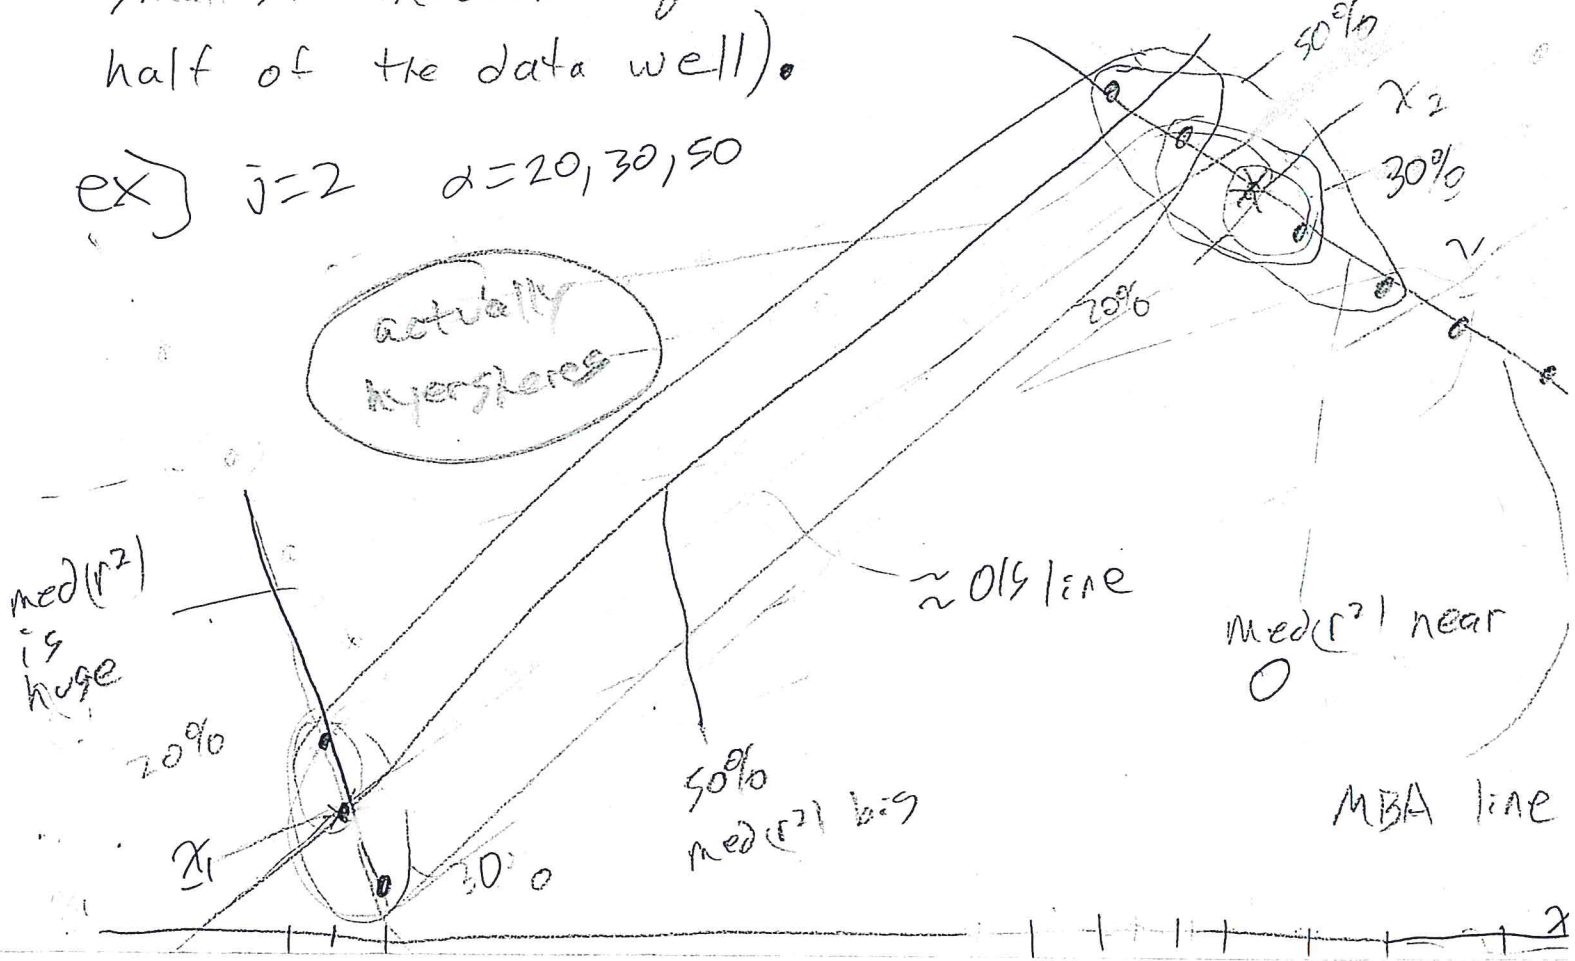 half of the data well).
ex] j=2 α=20,30,50
50%
x2
30%
20%
actually
hyerspheres
med(r²)
is
huge
20%
x1
30%
50%
med(r²) big
≈ OLS line
med(r²) near
0
MBA line
x